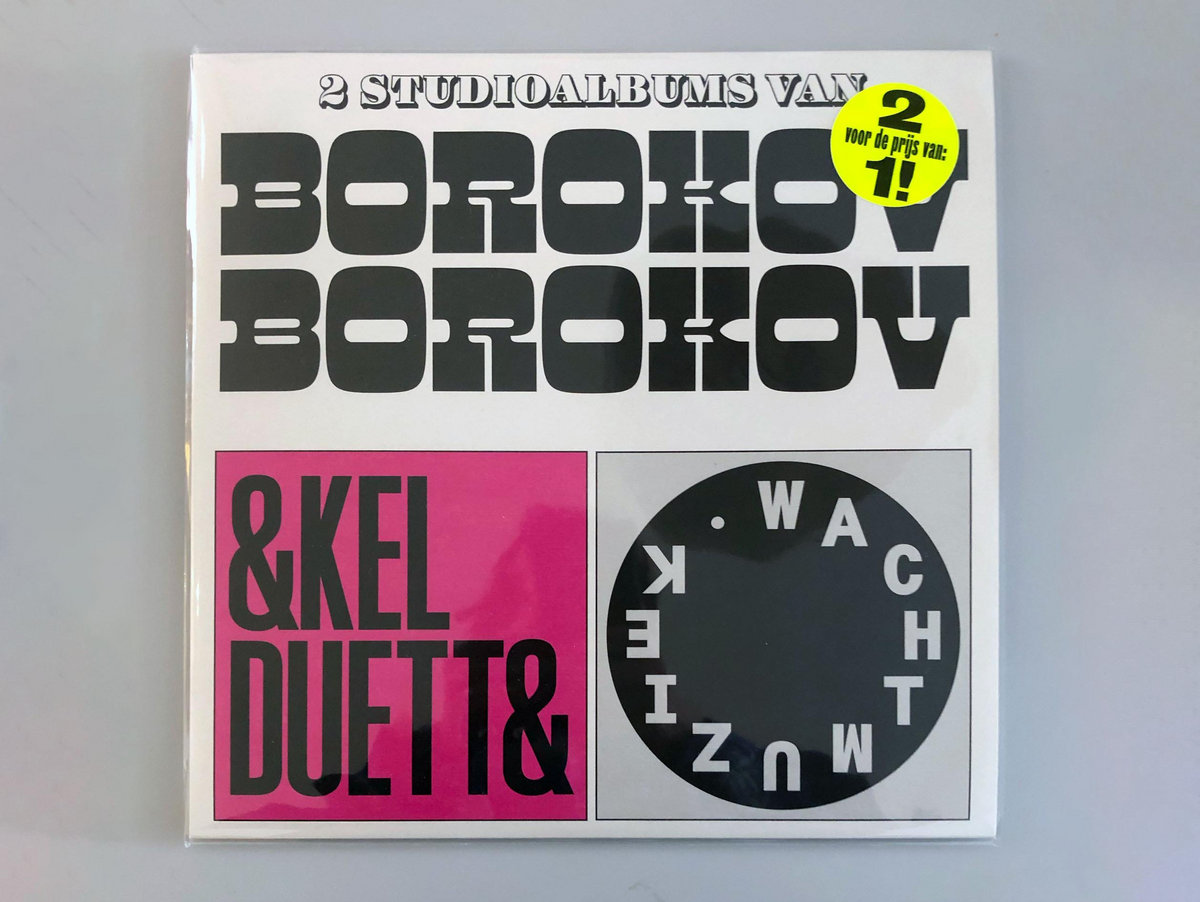 2 STUDIOALBUMS VAN
BOROKOV
BOROKOV
2
voor de prijs van:
1!
&KEL
DUETT&
WACHTMUZIEK.